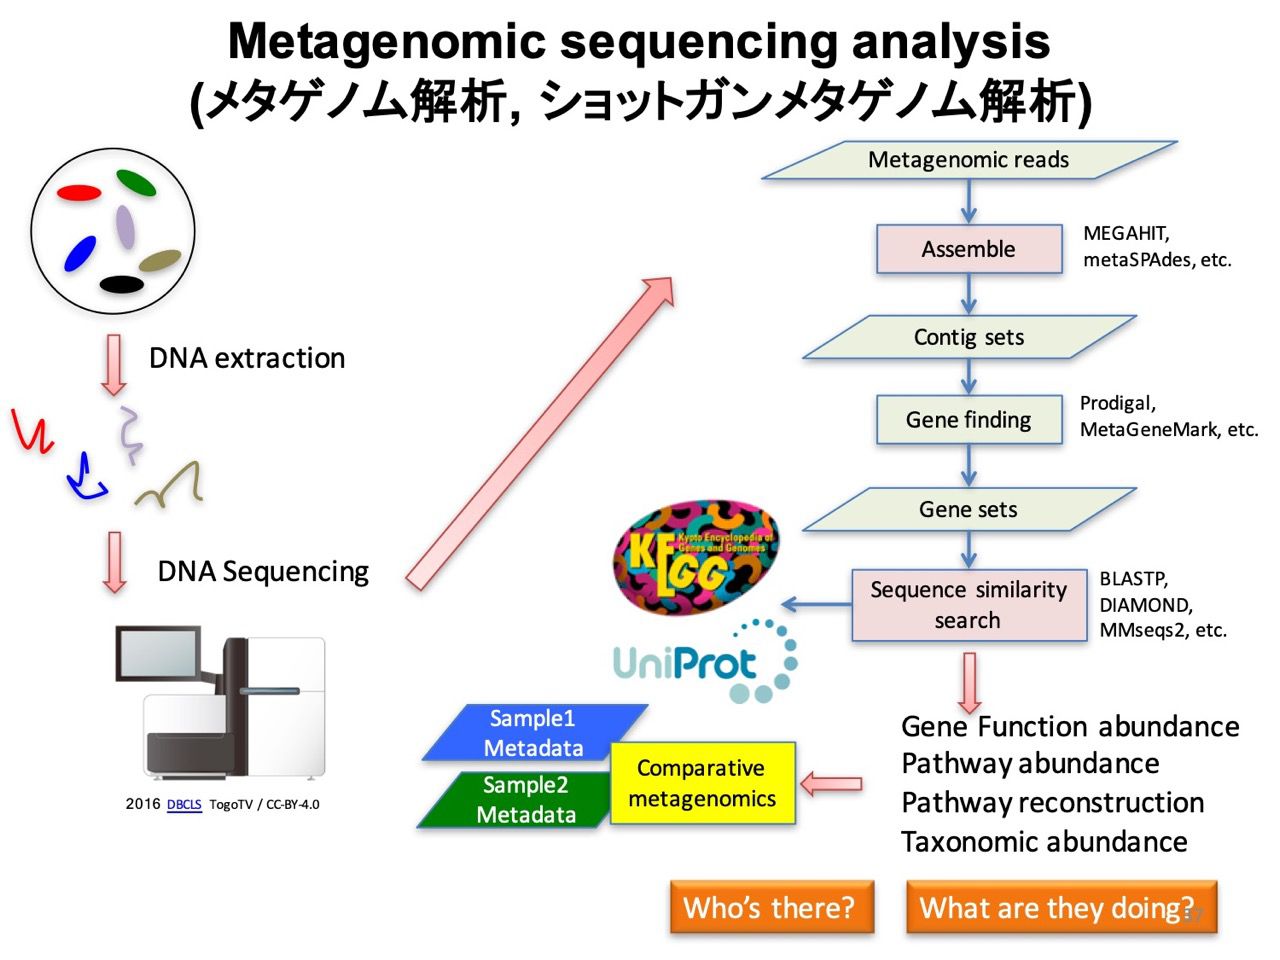 Metagenomic sequencing analysis
(メタゲノム解析, ショットガンメタゲノム解析)
DNA extraction
DNA Sequencing
2016 DBCLS TogoTV / CC-BY-4.0
Metagenomic reads
Assemble
MEGAHIT,
metaSPAdes, etc.
Contig sets
Gene finding
Prodigal,
MetaGeneMark, etc.
Gene sets
Sequence similarity
search
BLASTP,
DIAMOND,
MMseqs2, etc.
KEGG
Kyoto Encyclopedia of
Genes and Genomes
UniProt
Gene Function abundance
Pathway abundance
Pathway reconstruction
Taxonomic abundance
Comparative
metagenomics
Sample1
Metadata
Sample2
Metadata
Who's there?
What are they doing?